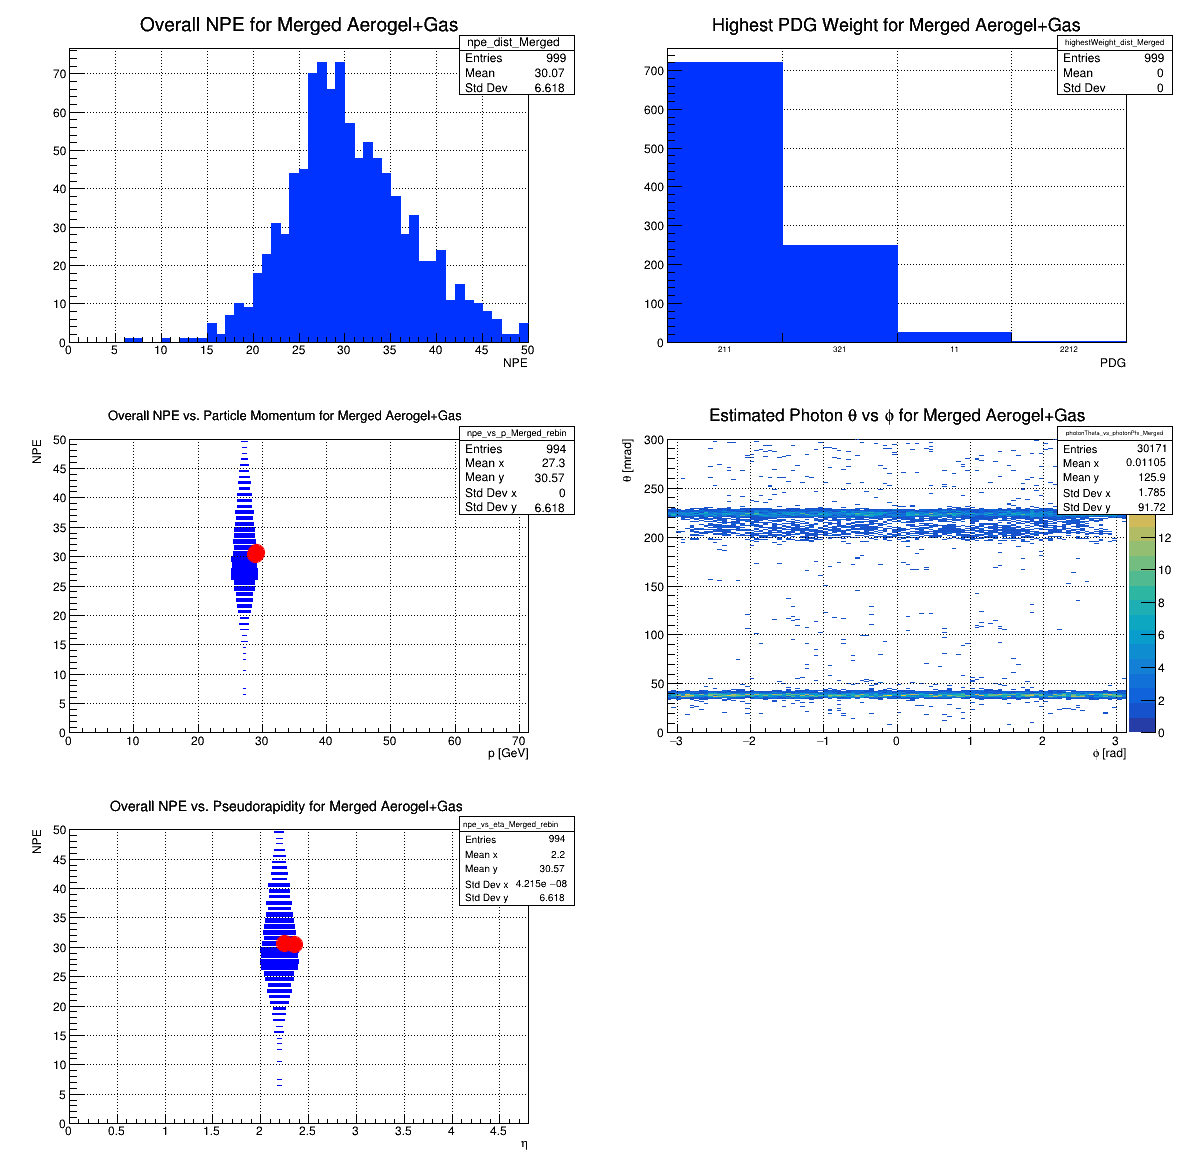 Overall NPE for Merged Aerogel+Gas
npe_dist_Merged
Entries 999
Mean 30.07
Std Dev 6.618
70
60
50
40
30
20
10
0
0 5 10 15 20 25 30 35 40 45 50
NPE
Highest PDG Weight for Merged Aerogel+Gas
highestWeight_dist_Merged
Entries 999
Mean 0
Std Dev 0
700
600
500
400
300
200
100
0
211 321 11 2212
PDG
Overall NPE vs. Particle Momentum for Merged Aerogel+Gas
npe_vs_p_Merged_rebin
Entries 994
Mean x 27.3
Mean y 30.57
Std Dev x 0
Std Dev y 6.618
NPE
50
45
40
35
30
25
20
15
10
5
0
0 10 20 30 40 50 60 70
p [GeV]
Estimated Photon θ vs ϕ for Merged Aerogel+Gas
photonTheta_vs_photonPhi_Merged
Entries 30171
Mean x 0.01105
Mean y 125.9
Std Dev x 1.785
Std Dev y 91.72
θ [mrad]
300
250
200
150
100
50
0
−3 −2 −1 0 1 2 3
ϕ [rad]
12
10
8
6
4
2
0
Overall NPE vs. Pseudorapidity for Merged Aerogel+Gas
npe_vs_eta_Merged_rebin
Entries 994
Mean x 2.2
Mean y 30.57
Std Dev x 4.215e −08
Std Dev y 6.618
NPE
50
45
40
35
30
25
20
15
10
5
0
0 0.5 1 1.5 2 2.5 3 3.5 4 4.5
η